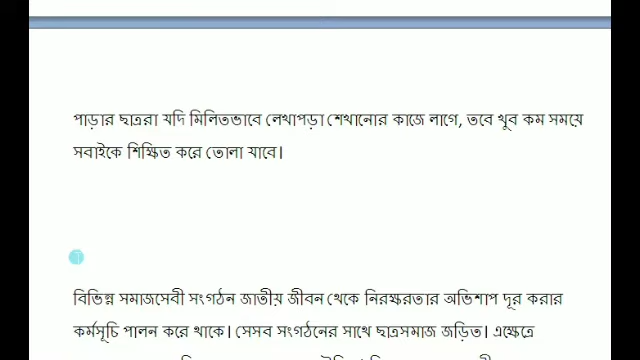 পাড়ার ছাত্ররা যদি মিলিতভাবে লেখাপড়া শেখানোর কাজে লাগে, তবে খুব কম সময়ে
সবাইকে শিক্ষিত করে তোলা যাবে।
বিভিন্ন সমাজসেবী সংগঠন জাতীয় জীবন থেকে নিরক্ষরতার অভিশাপ দূর করার
কর্মসূচি পালন করে থাকে। সেসব সংগঠনের সাথে ছাত্রসমাজ জড়িত। এক্ষেত্রে